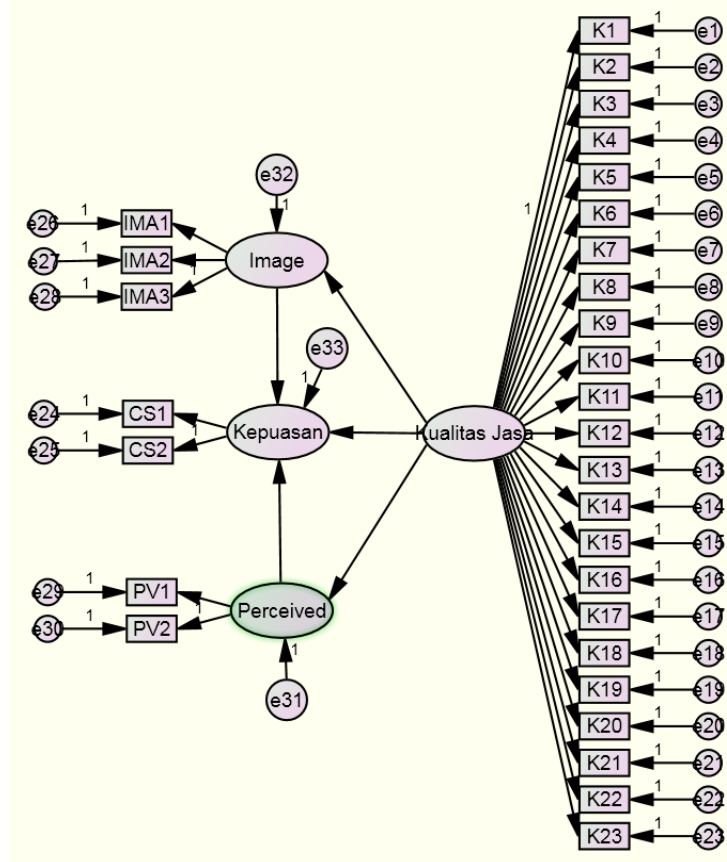 K1
1
e1
K2
1
e2
K3
1
e3
K4
1
e4
K5
1
e5
K6
1
e6
K7
1
e7
K8
1
e8
K9
1
e9
K10
1
e10
K11
1
e11
K12
1
e12
K13
1
e13
K14
1
e14
K15
1
e15
K16
1
e16
K17
1
e17
K18
1
e18
K19
1
e19
K20
1
e20
K21
1
e21
K22
1
e22
K23
1
e23
1
Kualitas Jasa
e32
1
Image
e26
1
IMA1
e27
1
IMA2
e28
1
IMA3
1
e33
1
Kepuasan
e24
1
CS1
e25
1
CS2
1
Perceived
e29
1
PV1
e30
1
PV2
1
1
e31